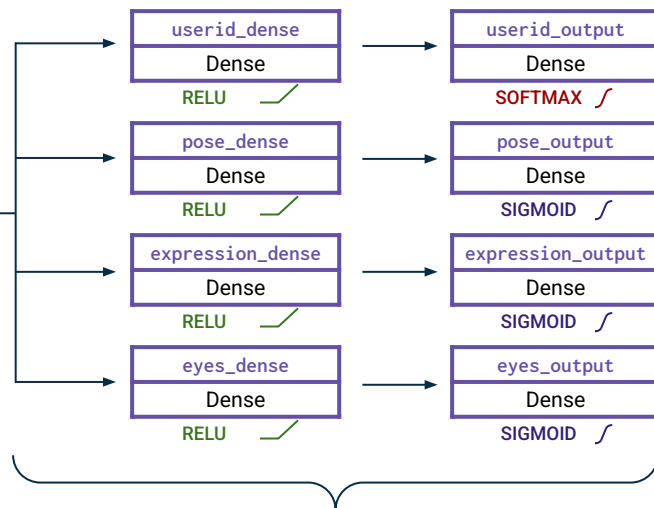 userid_dense
Dense
RELU
userid_output
Dense
SOFTMAX
pose_dense
Dense
RELU
pose_output
Dense
SIGMOID
expression_dense
Dense
RELU
expression_output
Dense
SIGMOID
eyes_dense
Dense
RELU
eyes_output
Dense
SIGMOID